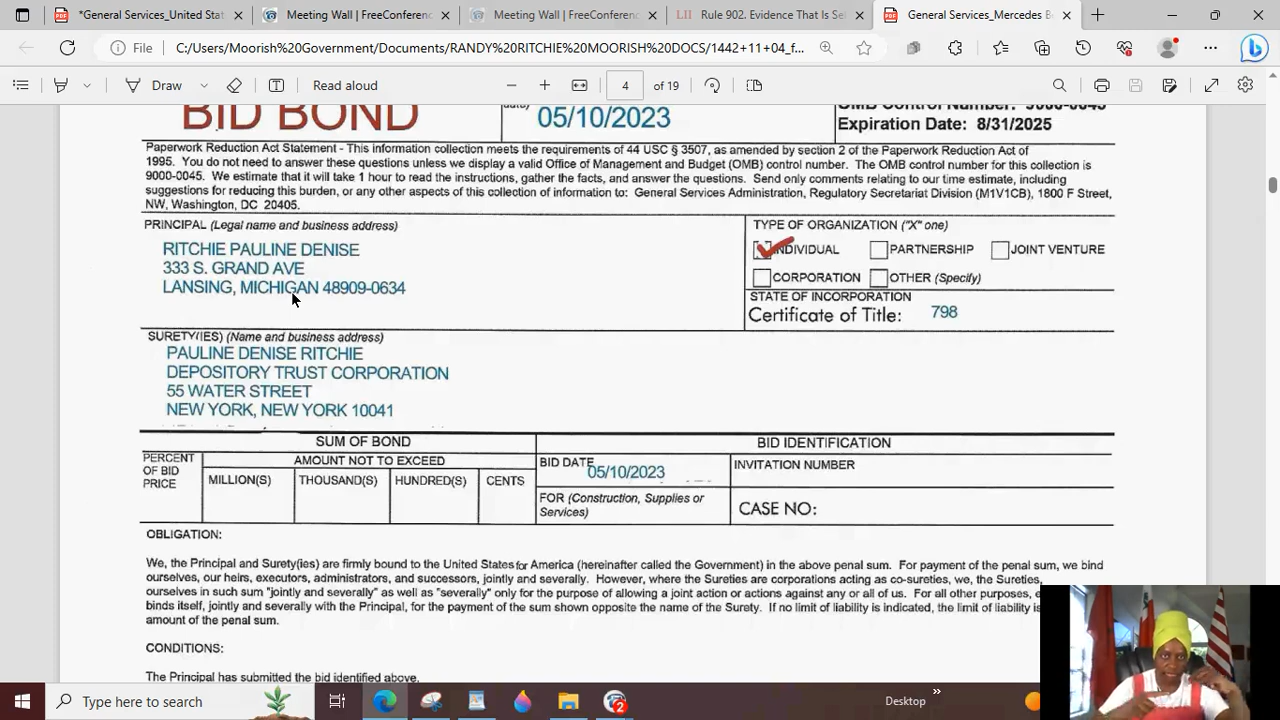 *General Services_United Stat
Meeting Wall | FreeConferenc
Meeting Wall | FreeConferenc
LII
Rule 902. Evidence That Is Sel
General Services_Mercedes Be
File
C:/Users/Moorish%20Government/Documents/RANDY%20RITCHIE%20MOORISH%20DOCS/1442+11+04_f...
Draw
Read aloud
4
of 19
BID BOND
date)
05/10/2023
OMB Control Number: 9000-0045
Expiration Date: 8/31/2025
Paperwork Reduction Act Statement - This information collection meets the requirements of 44 USC § 3507, as amended by section 2 of the Paperwork Reduction Act of
1995. You do not need to answer these questions unless we display a valid Office of Management and Budget (OMB) control number. The OMB control number for this collection is
9000-0045. We estimate that it will take 1 hour to read the instructions, gather the facts, and answer the questions. Send only comments relating to our time estimate, including
suggestions for reducing this burden, or any other aspects of this collection of information to: General Services Administration, Regulatory Secretariat Division (M1V1CB), 1800 F Street,
NW, Washington, DC 20405.
PRINCIPAL (Legal name and business address)
RITCHIE PAULINE DENISE
333 S. GRAND AVE
LANSING, MICHIGAN 48909-0634
TYPE OF ORGANIZATION ("X" one)
INDIVIDUAL
PARTNERSHIP
JOINT VENTURE
CORPORATION
OTHER (Specify)
STATE OF INCORPORATION
Certificate of Title: 798
SURETY(IES) (Name and business address)
PAULINE DENISE RITCHIE
DEPOSITORY TRUST CORPORATION
55 WATER STREET
NEW YORK, NEW YORK 10041
SUM OF BOND
BID IDENTIFICATION
PERCENT
OF BID
PRICE
AMOUNT NOT TO EXCEED
MILLION(S)
THOUSAND(S)
HUNDRED(S)
CENTS
BID DATE
05/10/2023
INVITATION NUMBER
FOR (Construction, Supplies or
Services)
CASE NO:
OBLIGATION:
We, the Principal and Surety(ies) are firmly bound to the United States for America (hereinafter called the Government) in the above penal sum. For payment of the penal sum, we bind
ourselves, our heirs, executors, administrators, and successors, jointly and severally. However, where the Sureties are corporations acting as co-sureties, we, the Sureties,
ourselves in such sum "jointly and severally" as well as "severally" only for the purpose of allowing a joint action or actions against any or all of us. For all other purposes, e
binds itself, jointly and severally with the Principal, for the payment of the sum shown opposite the name of the Surety. If no limit of liability is indicated, the limit of liability is
amount of the penal sum.
CONDITIONS:
The Principal has submitted the bid identified above.
Type here to search
2
Desktop